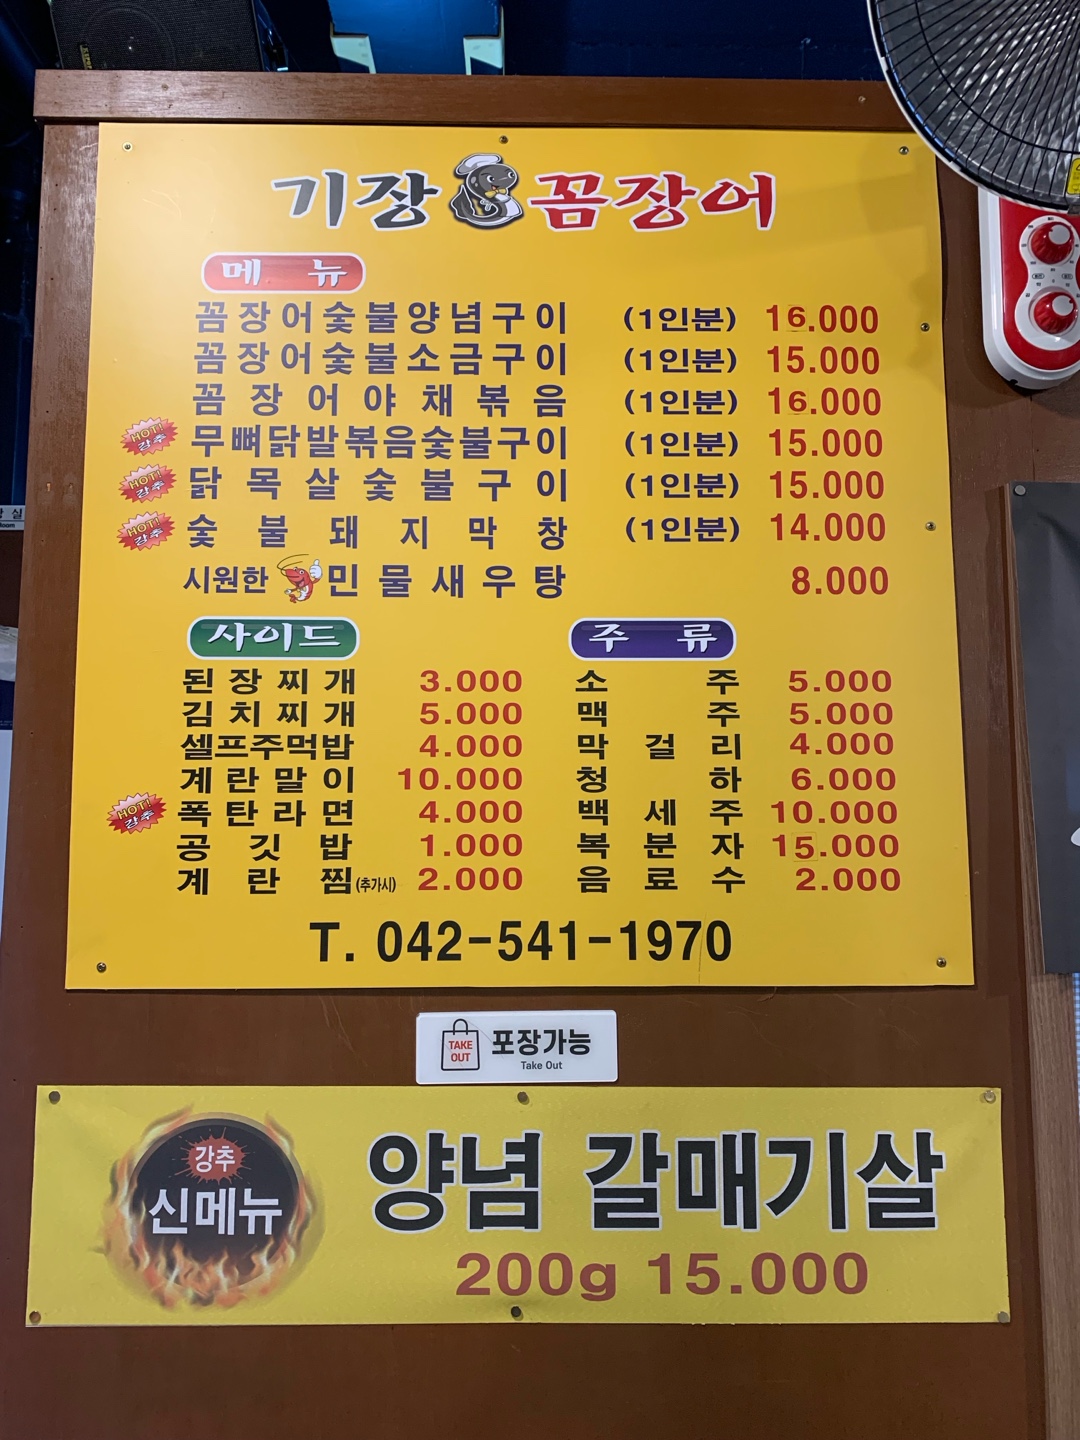 기장 꼼장어
메 뉴
꼼장어숯불양념구이 (1인분) 16.000
꼼장어숯불소금구이 (1인분) 15.000
꼼장어야채볶음 (1인분) 16.000
HOT! 강추 무뼈닭발볶음숯불구이 (1인분) 15.000
HOT! 강추 닭목살숯불구이 (1인분) 15.000
HOT! 강추 숯불돼지막창 (1인분) 14.000
시원한 민물새우탕 8.000
사이드
된장찌개 3.000
김치찌개 5.000
셀프주먹밥 4.000
계란말이 10.000
HOT! 강추 폭탄라면 4.000
공깃밥 1.000
계란찜(추가시) 2.000
주 류
소주 5.000
맥주 5.000
막걸리 4.000
청하 6.000
백세주 10.000
복분자 15.000
음료수 2.000
T. 042-541-1970
TAKE OUT
포장가능
Take Out
강추
신메뉴
양념 갈매기살
200g 15.000